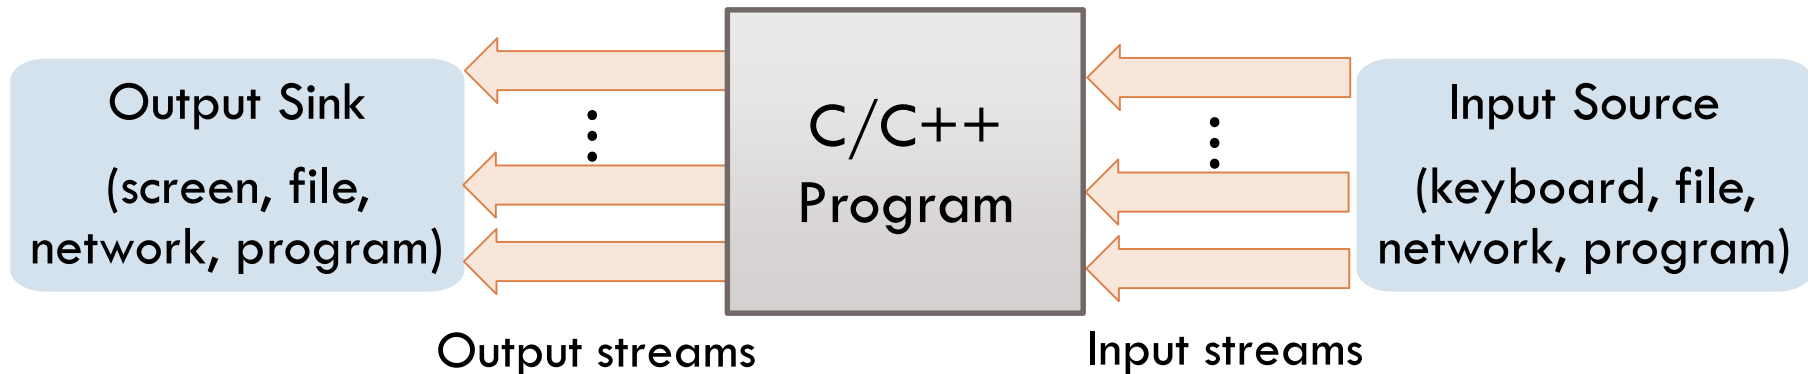 Output Sink
(screen, file,
network, program)
C/C++
Program
Input Source
(keyboard, file,
network, program)
Output streams
Input streams